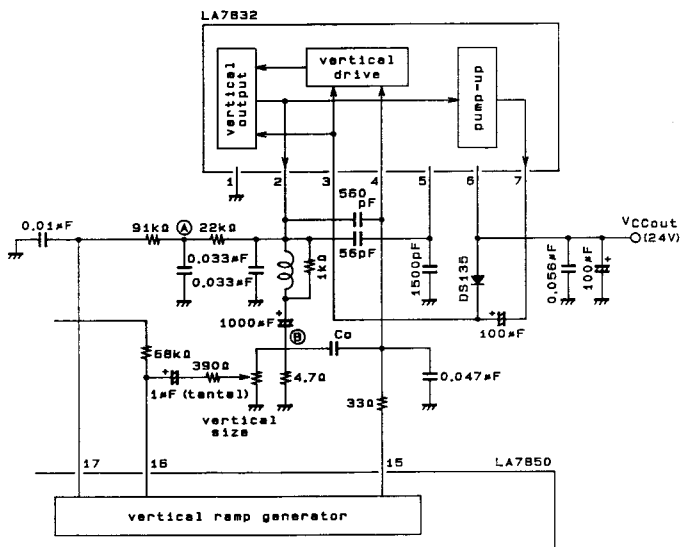 LA7832
vertical output
vertical drive
pump-up
1
2
3
4
5
6
7
560 pF
0.01μF
91kΩ
Ⓐ
22kΩ
56pF
VCCout (24V)
0.033μF
0.033μF
1kΩ
1500pF
DS135
0.056μF
100μF
+
1000μF
+
Ⓑ
+
100μF
68kΩ
390Ω
+
1μF (tantal)
vertical size
4.7Ω
Ca
0.047μF
33Ω
17
16
15
LA7850
vertical ramp generator